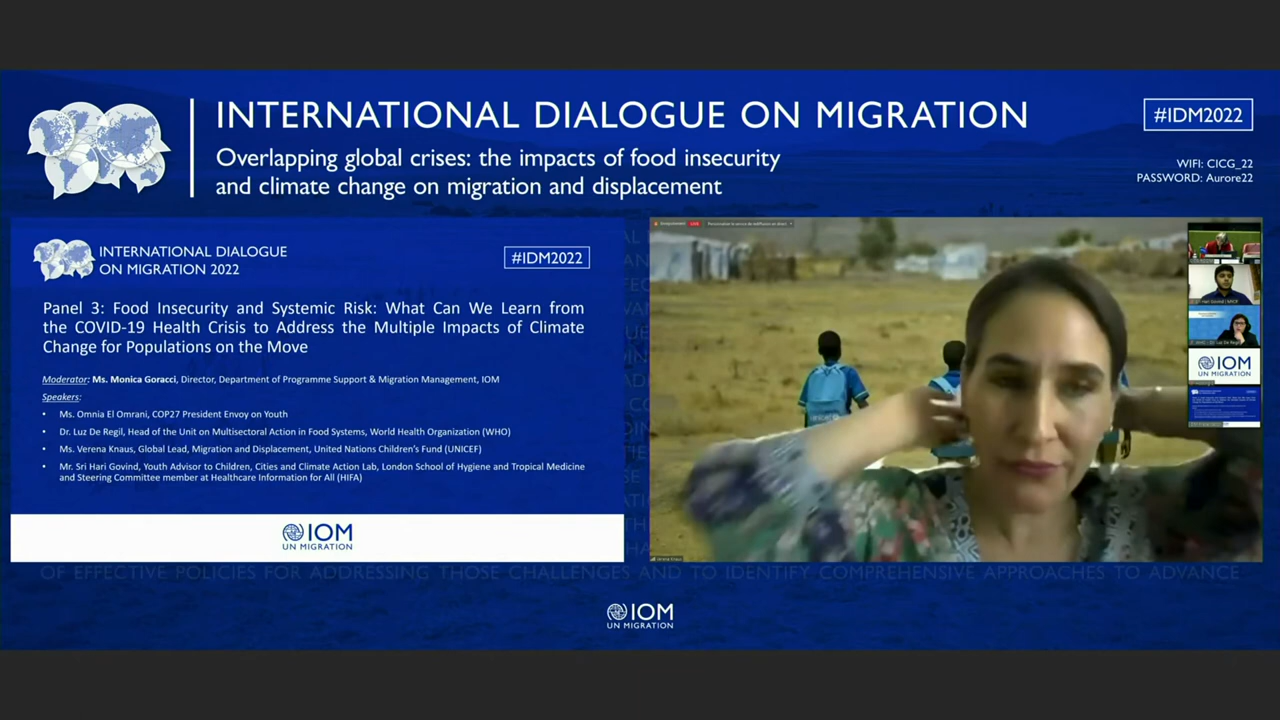 INTERNATIONAL DIALOGUE ON MIGRATION
Overlapping global crises: the impacts of food insecurity
and climate change on migration and displacement
#IDM2022
WIFI: CICG_22
PASSWORD: Aurore22
INTERNATIONAL DIALOGUE
ON MIGRATION 2022
#IDM2022
Panel 3: Food Insecurity and Systemic Risk: What Can We Learn from
the COVID-19 Health Crisis to Address the Multiple Impacts of Climate
Change for Populations on the Move
Moderator: Ms. Monica Goracci, Director, Department of Programme Support & Migration Management, IOM
Speakers:
• Ms. Omnia El Omrani, COP27 President Envoy on Youth
• Dr. Luz De Regil, Head of the Unit on Multisectoral Action in Food Systems, World Health Organization (WHO)
• Ms. Verena Knaus, Global Lead, Migration and Displacement, United Nations Children's Fund (UNICEF)
• Mr. Sri Hari Govind, Youth Advisor to Children, Cities and Climate Action Lab, London School of Hygiene and Tropical Medicine
and Steering Committee member at Healthcare Information for All (HIFA)
IOM
UN MIGRATION
LIVE
unicef
IOM
UN MIGRATION
OF EFFECTIVE POLICIES FOR ADDRESSING THOSE CHALLENGES AND TO IDENTIFY COMPREHENSIVE APPROACHES TO ADVANCE
IOM
UN MIGRATION